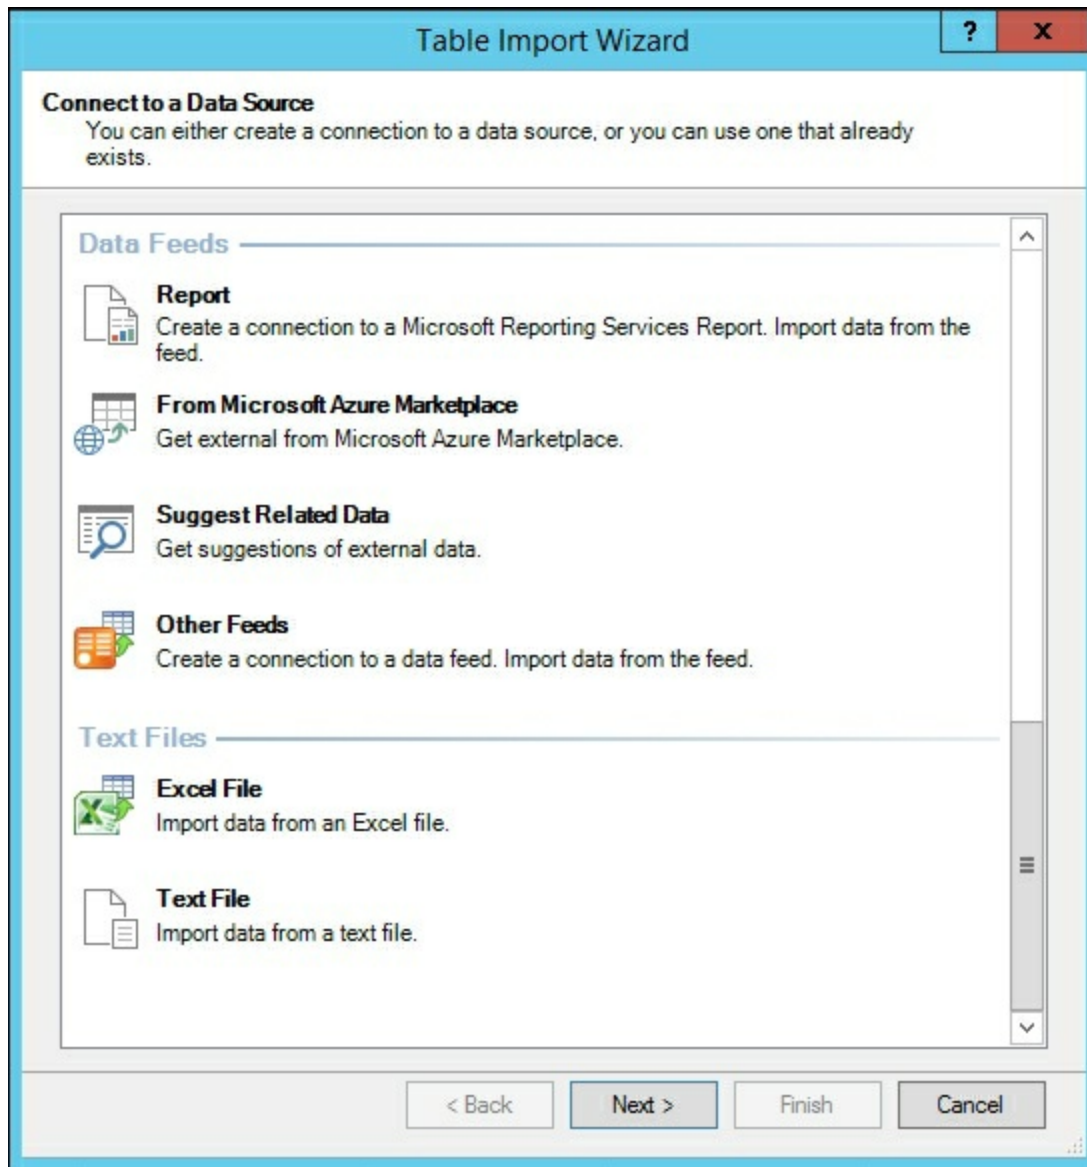 Table Import Wizard
?
x
Connect to a Data Source
You can either create a connection to a data source, or you can use one that already
exists.
Data Feeds
Report
Create a connection to a Microsoft Reporting Services Report. Import data from the
feed.
From Microsoft Azure Marketplace
Get external from Microsoft Azure Marketplace.
Suggest Related Data
Get suggestions of external data.
Other Feeds
Create a connection to a data feed. Import data from the feed.
Text Files
Excel File
Import data from an Excel file.
Text File
Import data from a text file.
< Back
Next >
Finish
Cancel